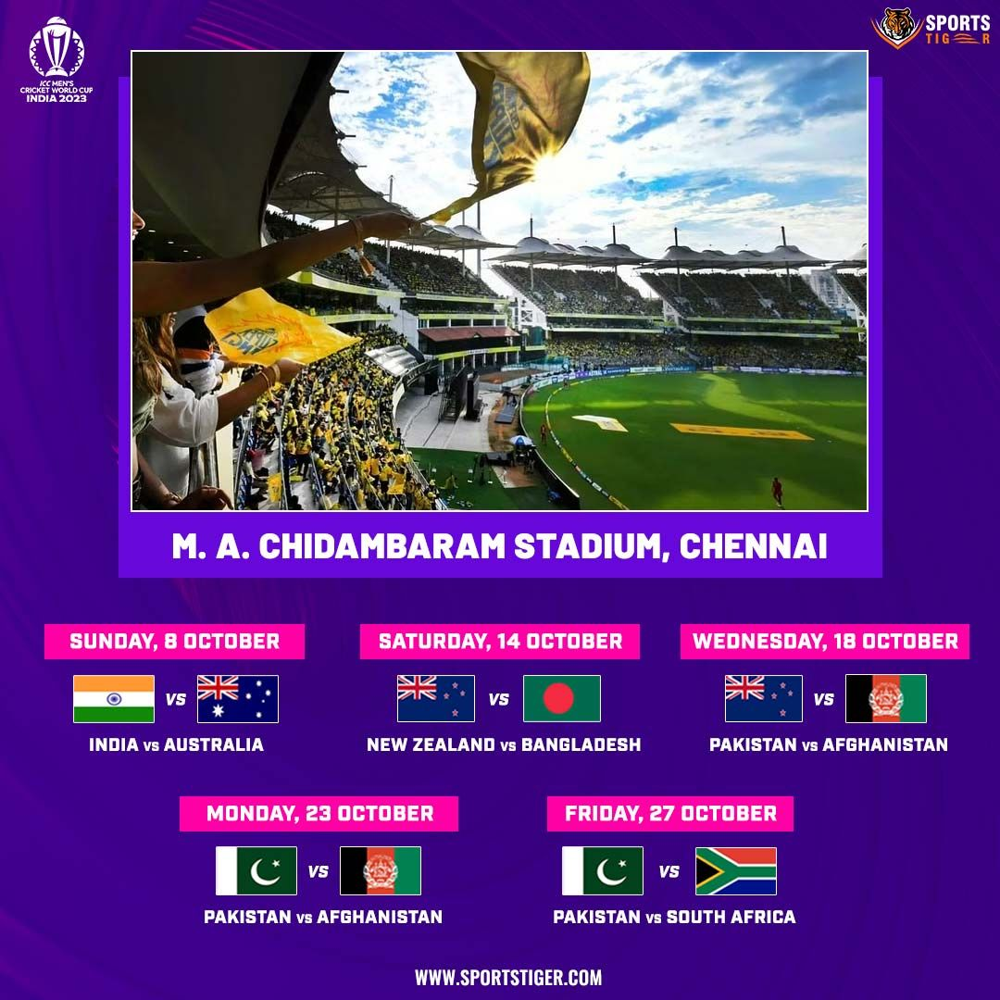 ICC MEN'S
CRICKET WORLD CUP
INDIA 2023
SPORTS
TIGER
M. A. CHIDAMBARAM STADIUM, CHENNAI
SUNDAY, 8 OCTOBER
VS
INDIA vs AUSTRALIA
SATURDAY, 14 OCTOBER
VS
NEW ZEALAND vs BANGLADESH
WEDNESDAY, 18 OCTOBER
VS
PAKISTAN vs AFGHANISTAN
MONDAY, 23 OCTOBER
VS
PAKISTAN vs AFGHANISTAN
FRIDAY, 27 OCTOBER
VS
PAKISTAN vs SOUTH AFRICA
WWW.SPORTSTIGER.COM